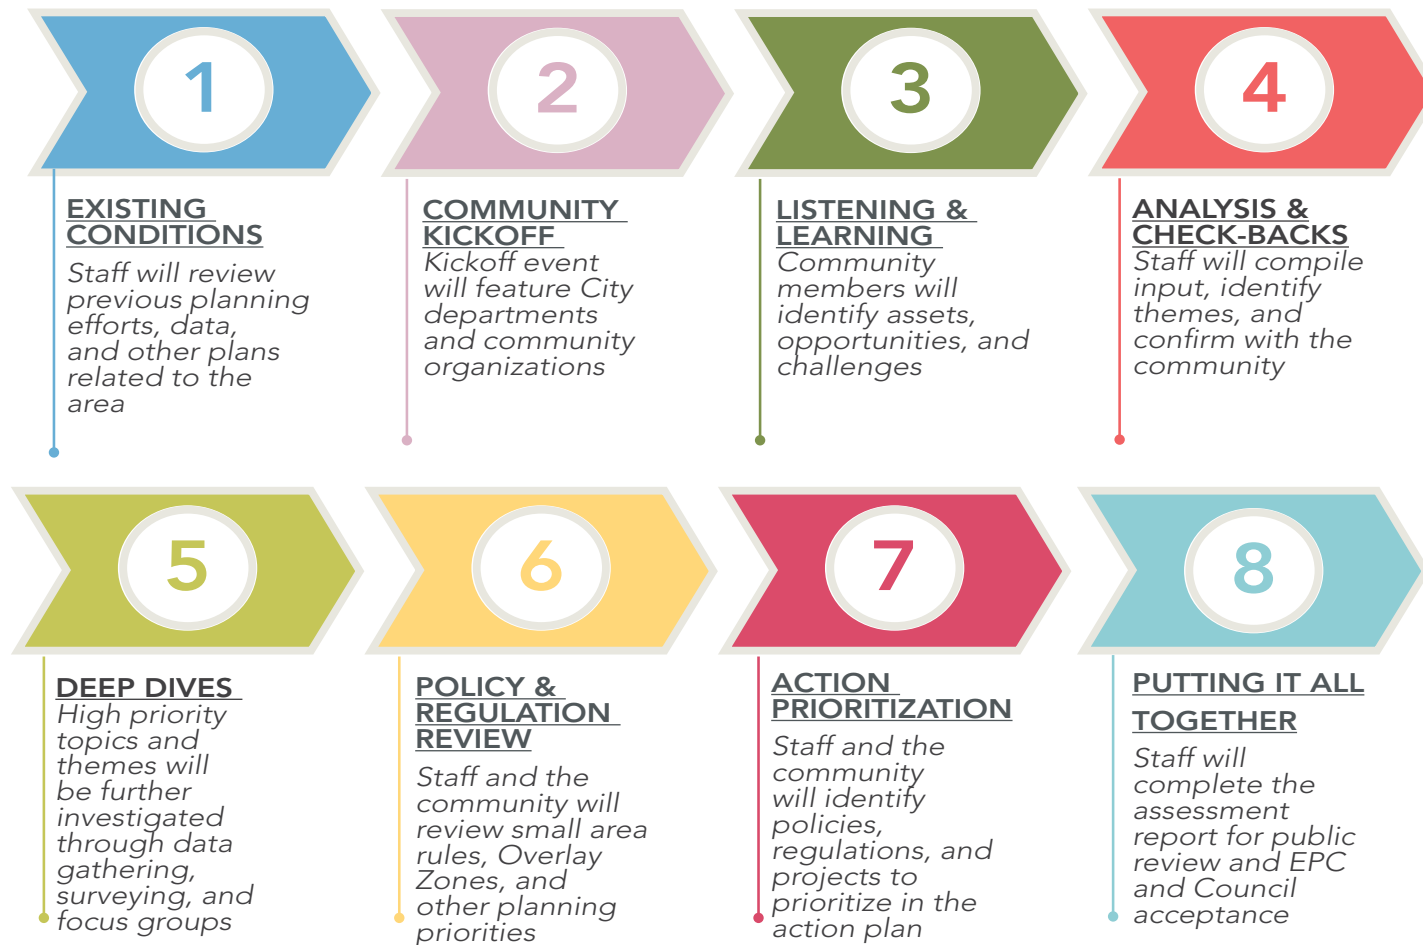 1
EXISTING
CONDITIONS
Staff will review
previous planning
efforts, data,
and other plans
related to the
area
2
COMMUNITY
KICKOFF
Kickoff event
will feature City
departments
and community
organizations
3
LISTENING &
LEARNING
Community
members will
identify assets,
opportunities, and
challenges
4
ANALYSIS &
CHECK-BACKS
Staff will compile
input, identify
themes, and
confirm with the
community
5
DEEP DIVES
High priority
topics and
themes will
be further
investigated
through data
gathering,
surveying, and
focus groups
6
POLICY &
REGULATION
REVIEW
Staff and the
community will
review small area
rules, Overlay
Zones, and
other planning
priorities
7
ACTION
PRIORITIZATION
Staff and the
community
will identify
policies,
regulations, and
projects to
prioritize in the
action plan
8
PUTTING IT ALL
TOGETHER
Staff will
complete the
assessment
report for public
review and EPC
and Council
acceptance